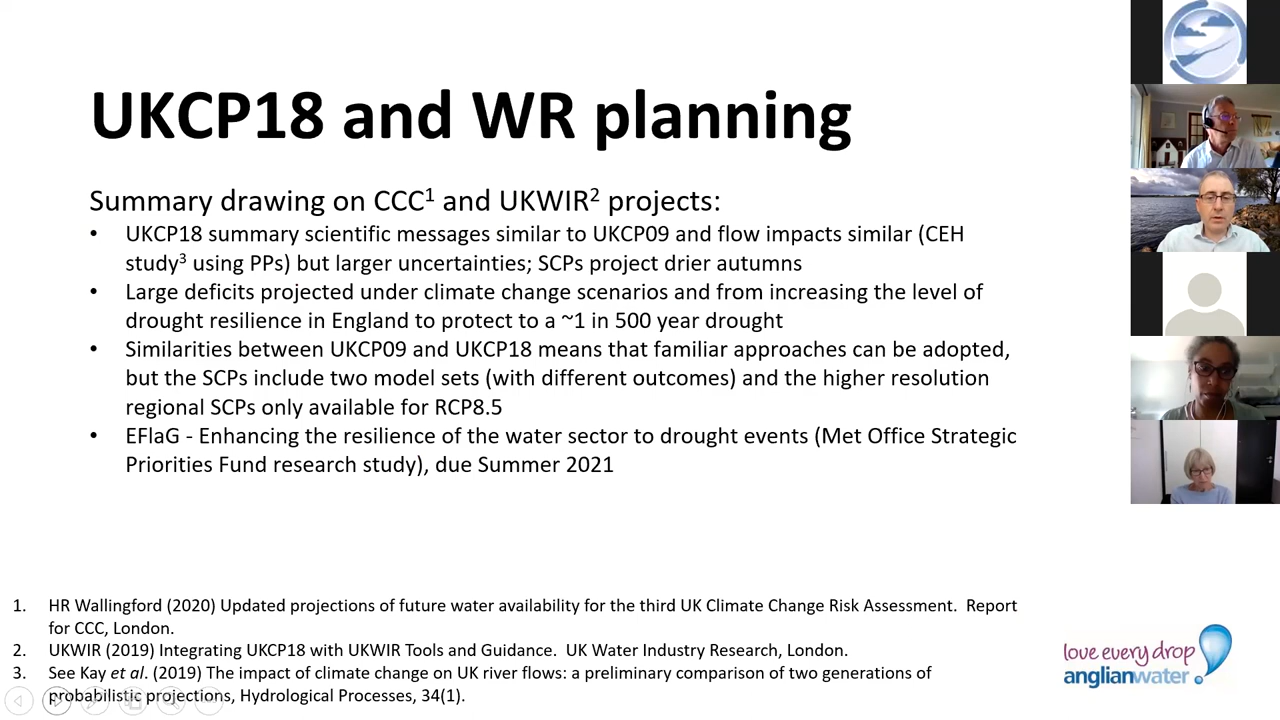 UKCP18 and WR planning
Summary drawing on CCC1 and UKWIR2 projects:
• UKCP18 summary scientific messages similar to UKCP09 and flow impacts similar (CEH
study3 using PPs) but larger uncertainties; SCPs project drier autumns
• Large deficits projected under climate change scenarios and from increasing the level of
drought resilience in England to protect to a ~1 in 500 year drought
• Similarities between UKCP09 and UKCP18 means that familiar approaches can be adopted,
but the SCPs include two model sets (with different outcomes) and the higher resolution
regional SCPs only available for RCP8.5
• EFlaG - Enhancing the resilience of the water sector to drought events (Met Office Strategic
Priorities Fund research study), due Summer 2021
1. HR Wallingford (2020) Updated projections of future water availability for the third UK Climate Change Risk Assessment. Report
for CCC, London.
2. UKWIR (2019) Integrating UKCP18 with UKWIR Tools and Guidance. UK Water Industry Research, London.
3. See Kay et al. (2019) The impact of climate change on UK river flows: a preliminary comparison of two generations of
probabilistic projections, Hydrological Processes, 34(1).
love every drop
anglianwater